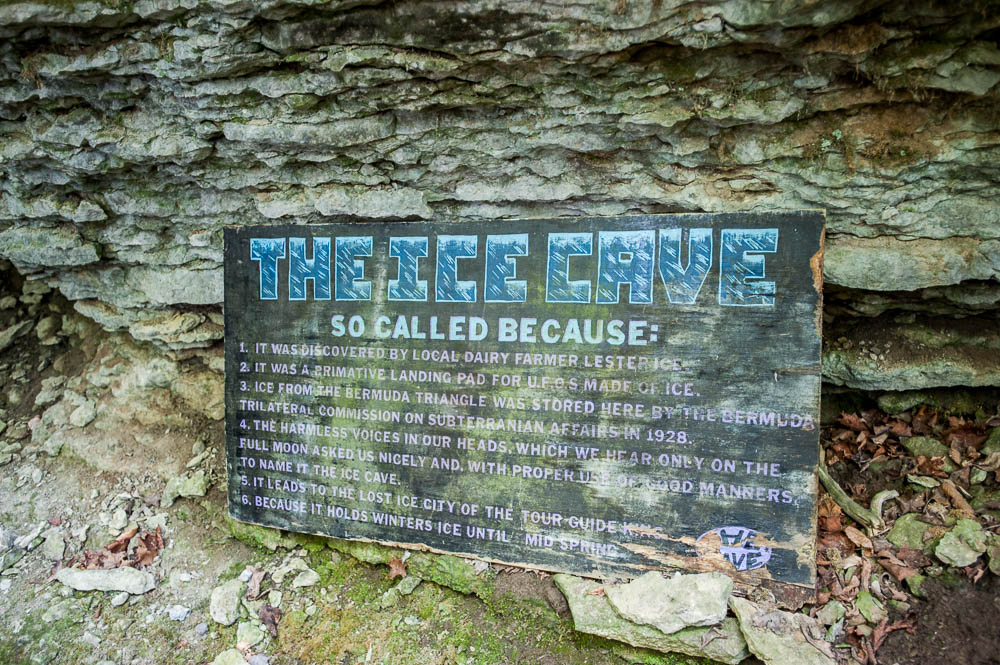 THE ICE CAVE
SO CALLED BECAUSE:
1. IT WAS DISCOVERED BY LOCAL DAIRY FARMER LESTER ICE.
2. IT WAS A PRIMATIVE LANDING PAD FOR U.F.O.S MADE OF ICE.
3. ICE FROM THE BERMUDA TRIANGLE WAS STORED HERE BY THE BERMUDA
TRILATERAL COMMISSION ON SUBTERRANIAN AFFAIRS IN 1928.
4. THE HARMLESS VOICES IN OUR HEADS, WHICH WE HEAR ONLY ON THE
FULL MOON ASKED US NICELY AND, WITH PROPER USE OF GOOD MANNERS,
TO NAME IT THE ICE CAVE.
5. IT LEADS TO THE LOST ICE CITY OF THE TOUR GUIDE KING.
6. BECAUSE IT HOLDS WINTERS ICE UNTIL MID SPRING